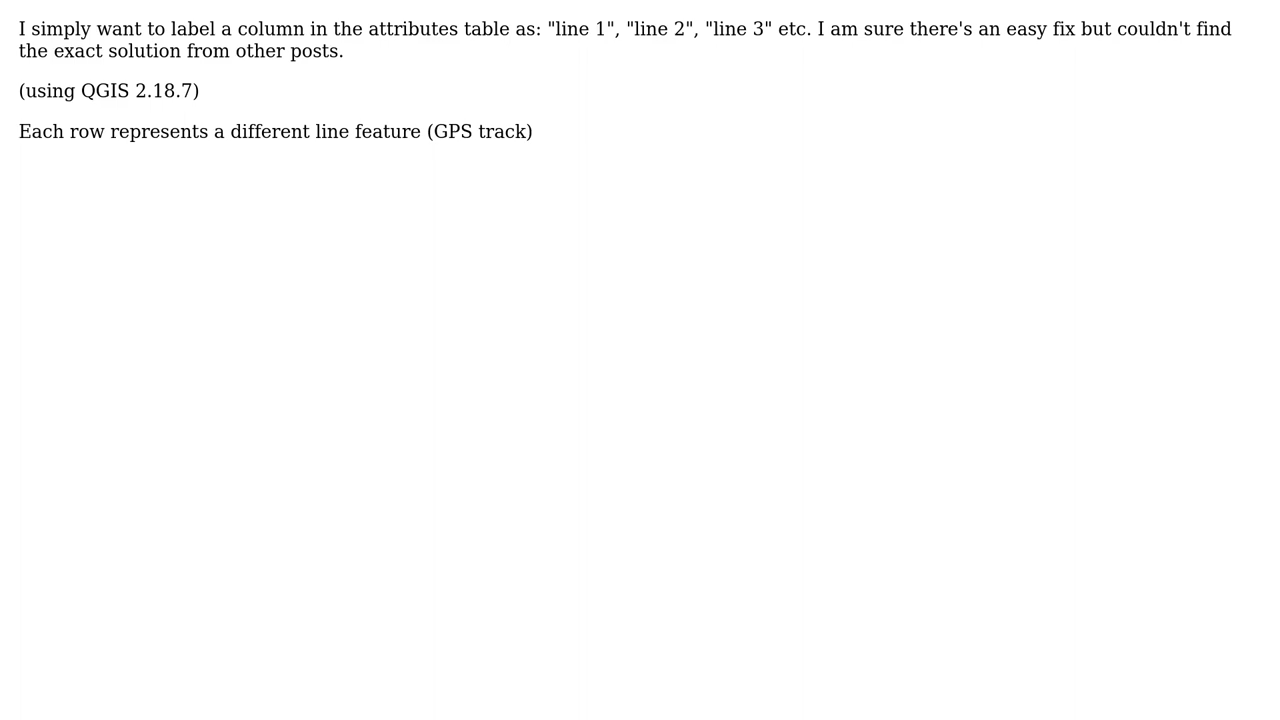 I simply want to label a column in the attributes table as: "line 1", "line 2", "line 3" etc. I am sure there's an easy fix but couldn't find
the exact solution from other posts.
(using QGIS 2.18.7)
Each row represents a different line feature (GPS track)